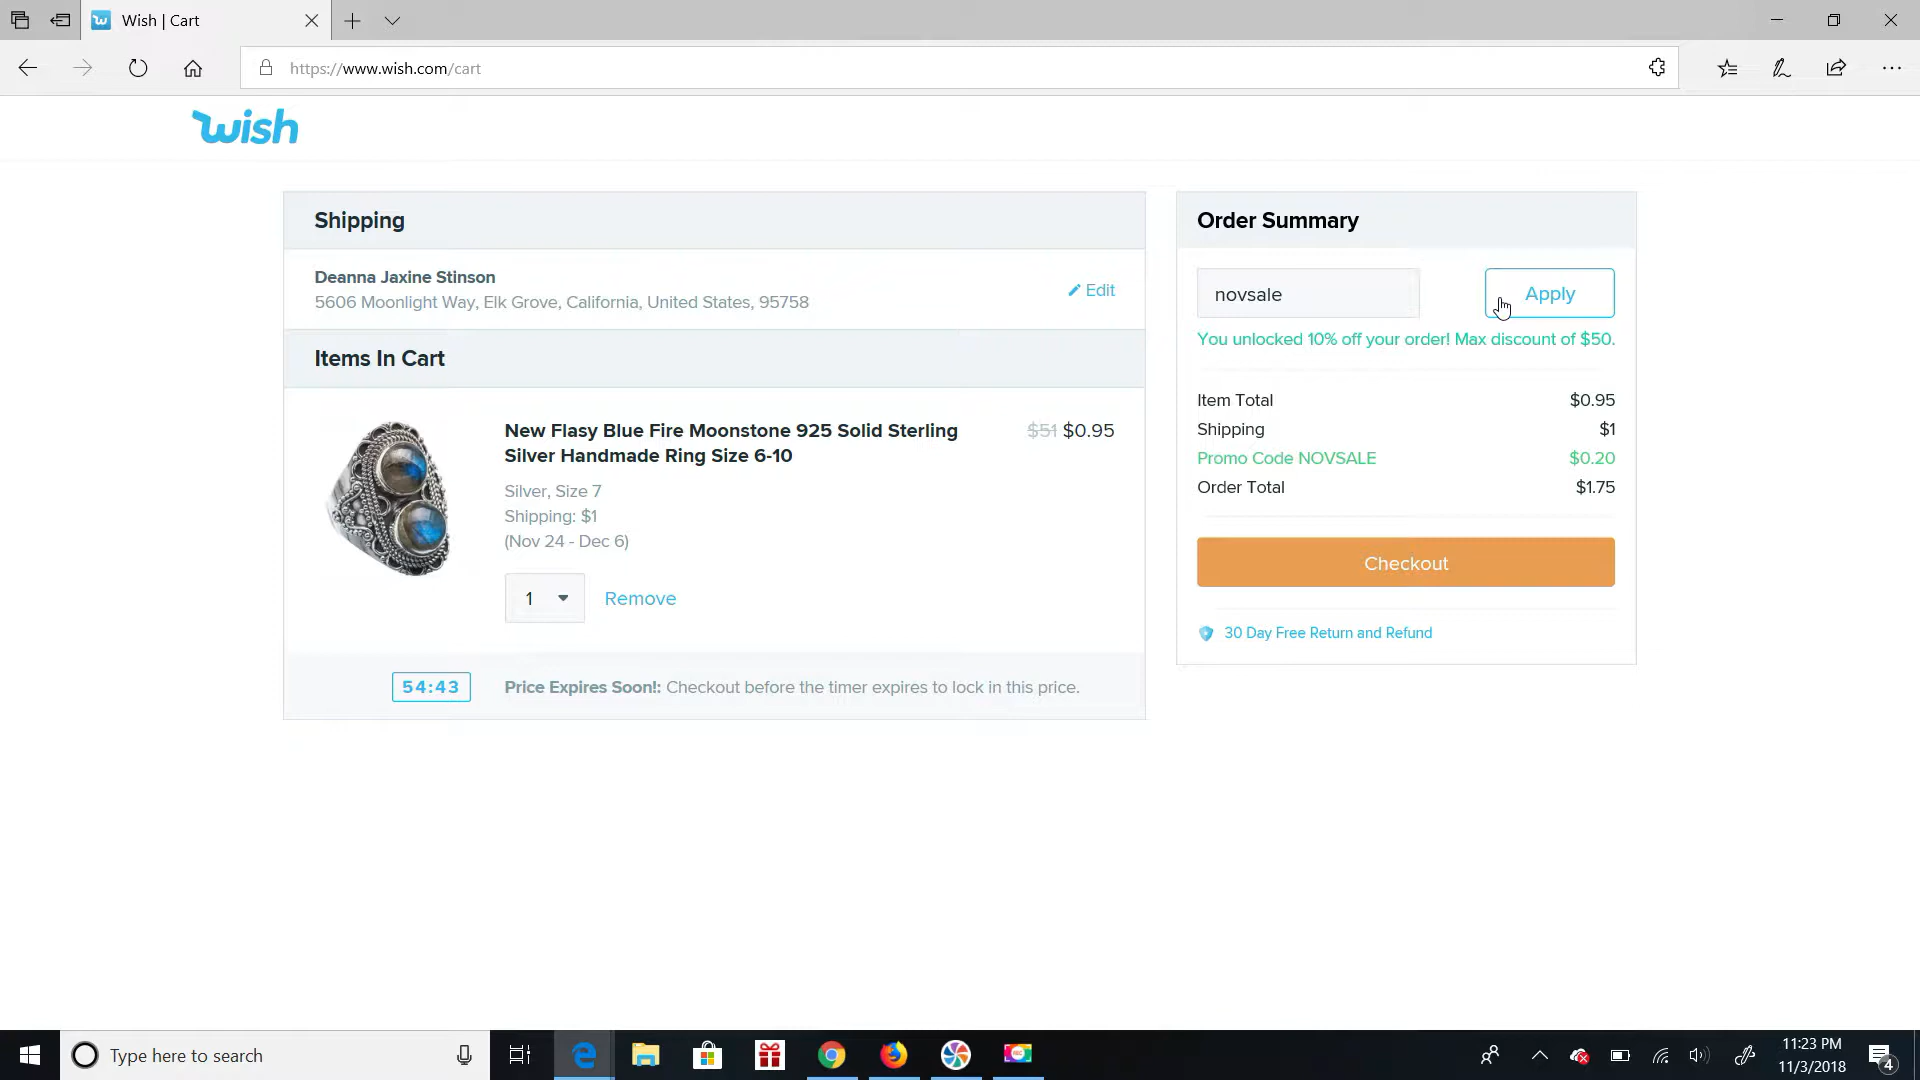 Wish | Cart
https://www.wish.com/cart
wish
Shipping
Deanna Jaxine Stinson
5606 Moonlight Way, Elk Grove, California, United States, 95758
Edit
Items In Cart
New Flasy Blue Fire Moonstone 925 Solid Sterling
Silver Handmade Ring Size 6-10
$51 $0.95
Silver, Size 7
Shipping: $1
(Nov 24 - Dec 6)
1
Remove
54:43
Price Expires Soon!: Checkout before the timer expires to lock in this price.
Order Summary
novsale
Apply
You unlocked 10% off your order! Max discount of $50.
Item Total $0.95
Shipping $1
Promo Code NOVSALE $0.20
Order Total $1.75
Checkout
30 Day Free Return and Refund
Type here to search
11:23 PM
11/3/2018
4